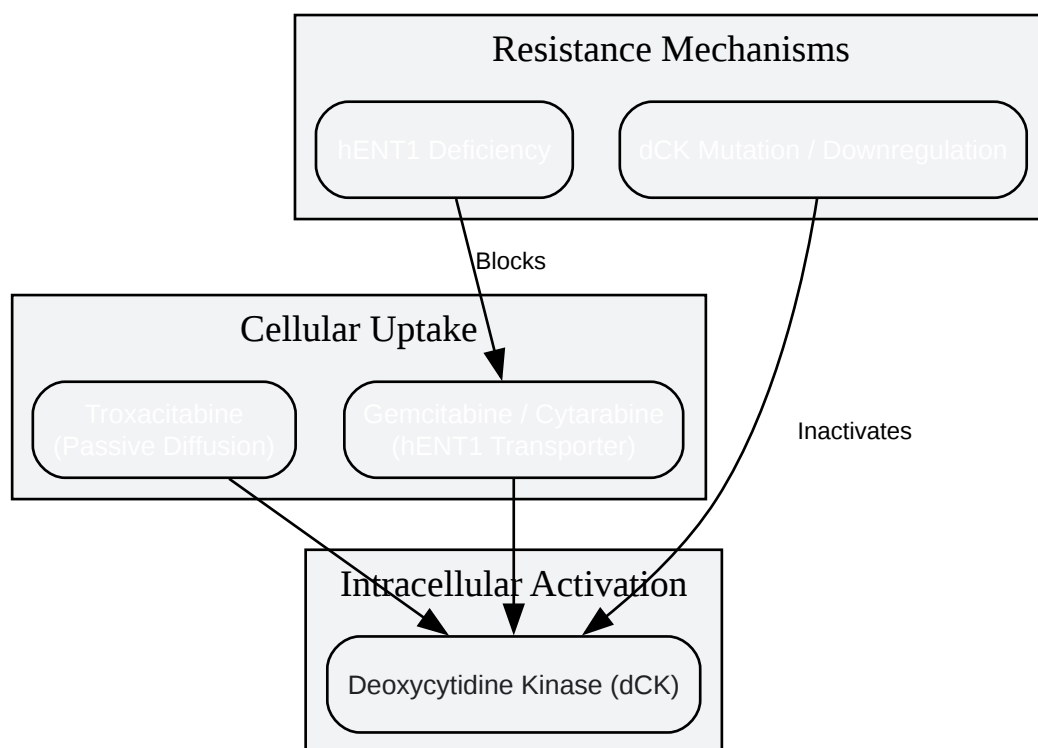 Resistance Mechanisms
hENT1 Deficiency
dCK Mutation / Downregulation
Blocks
Cellular Uptake
Troxacitabine
(Passive Diffusion)
Gemcitabine / Cytarabine
(hENT1 Transporter)
Inactivates
Intracellular Activation
Deoxycytidine Kinase (dCK)